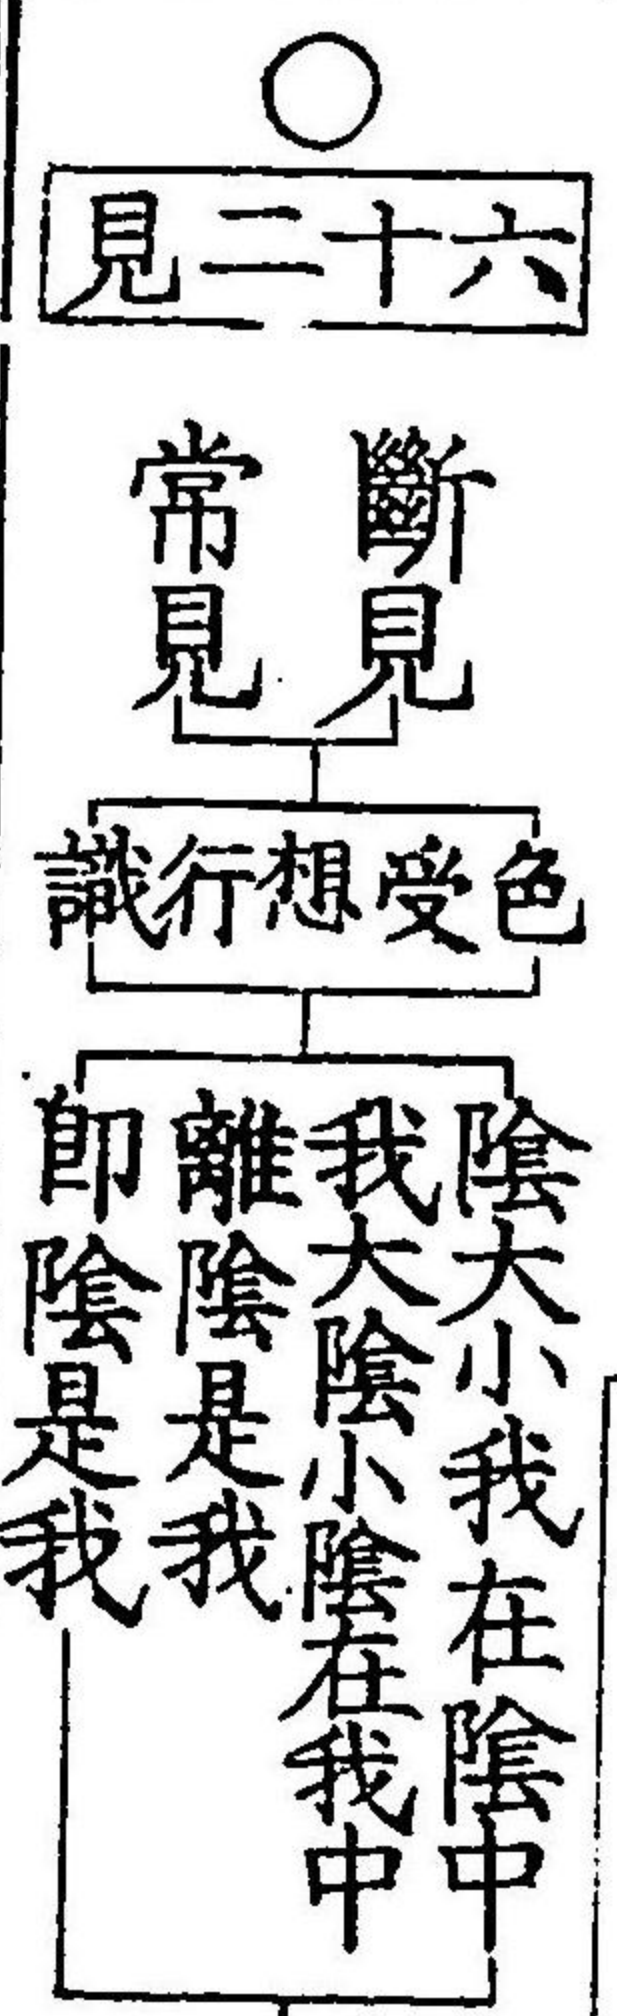 六十二見
斷見
常見
色受想行識
陰大小我在陰中
我大陰小陰在我中
離陰是我
即陰是我